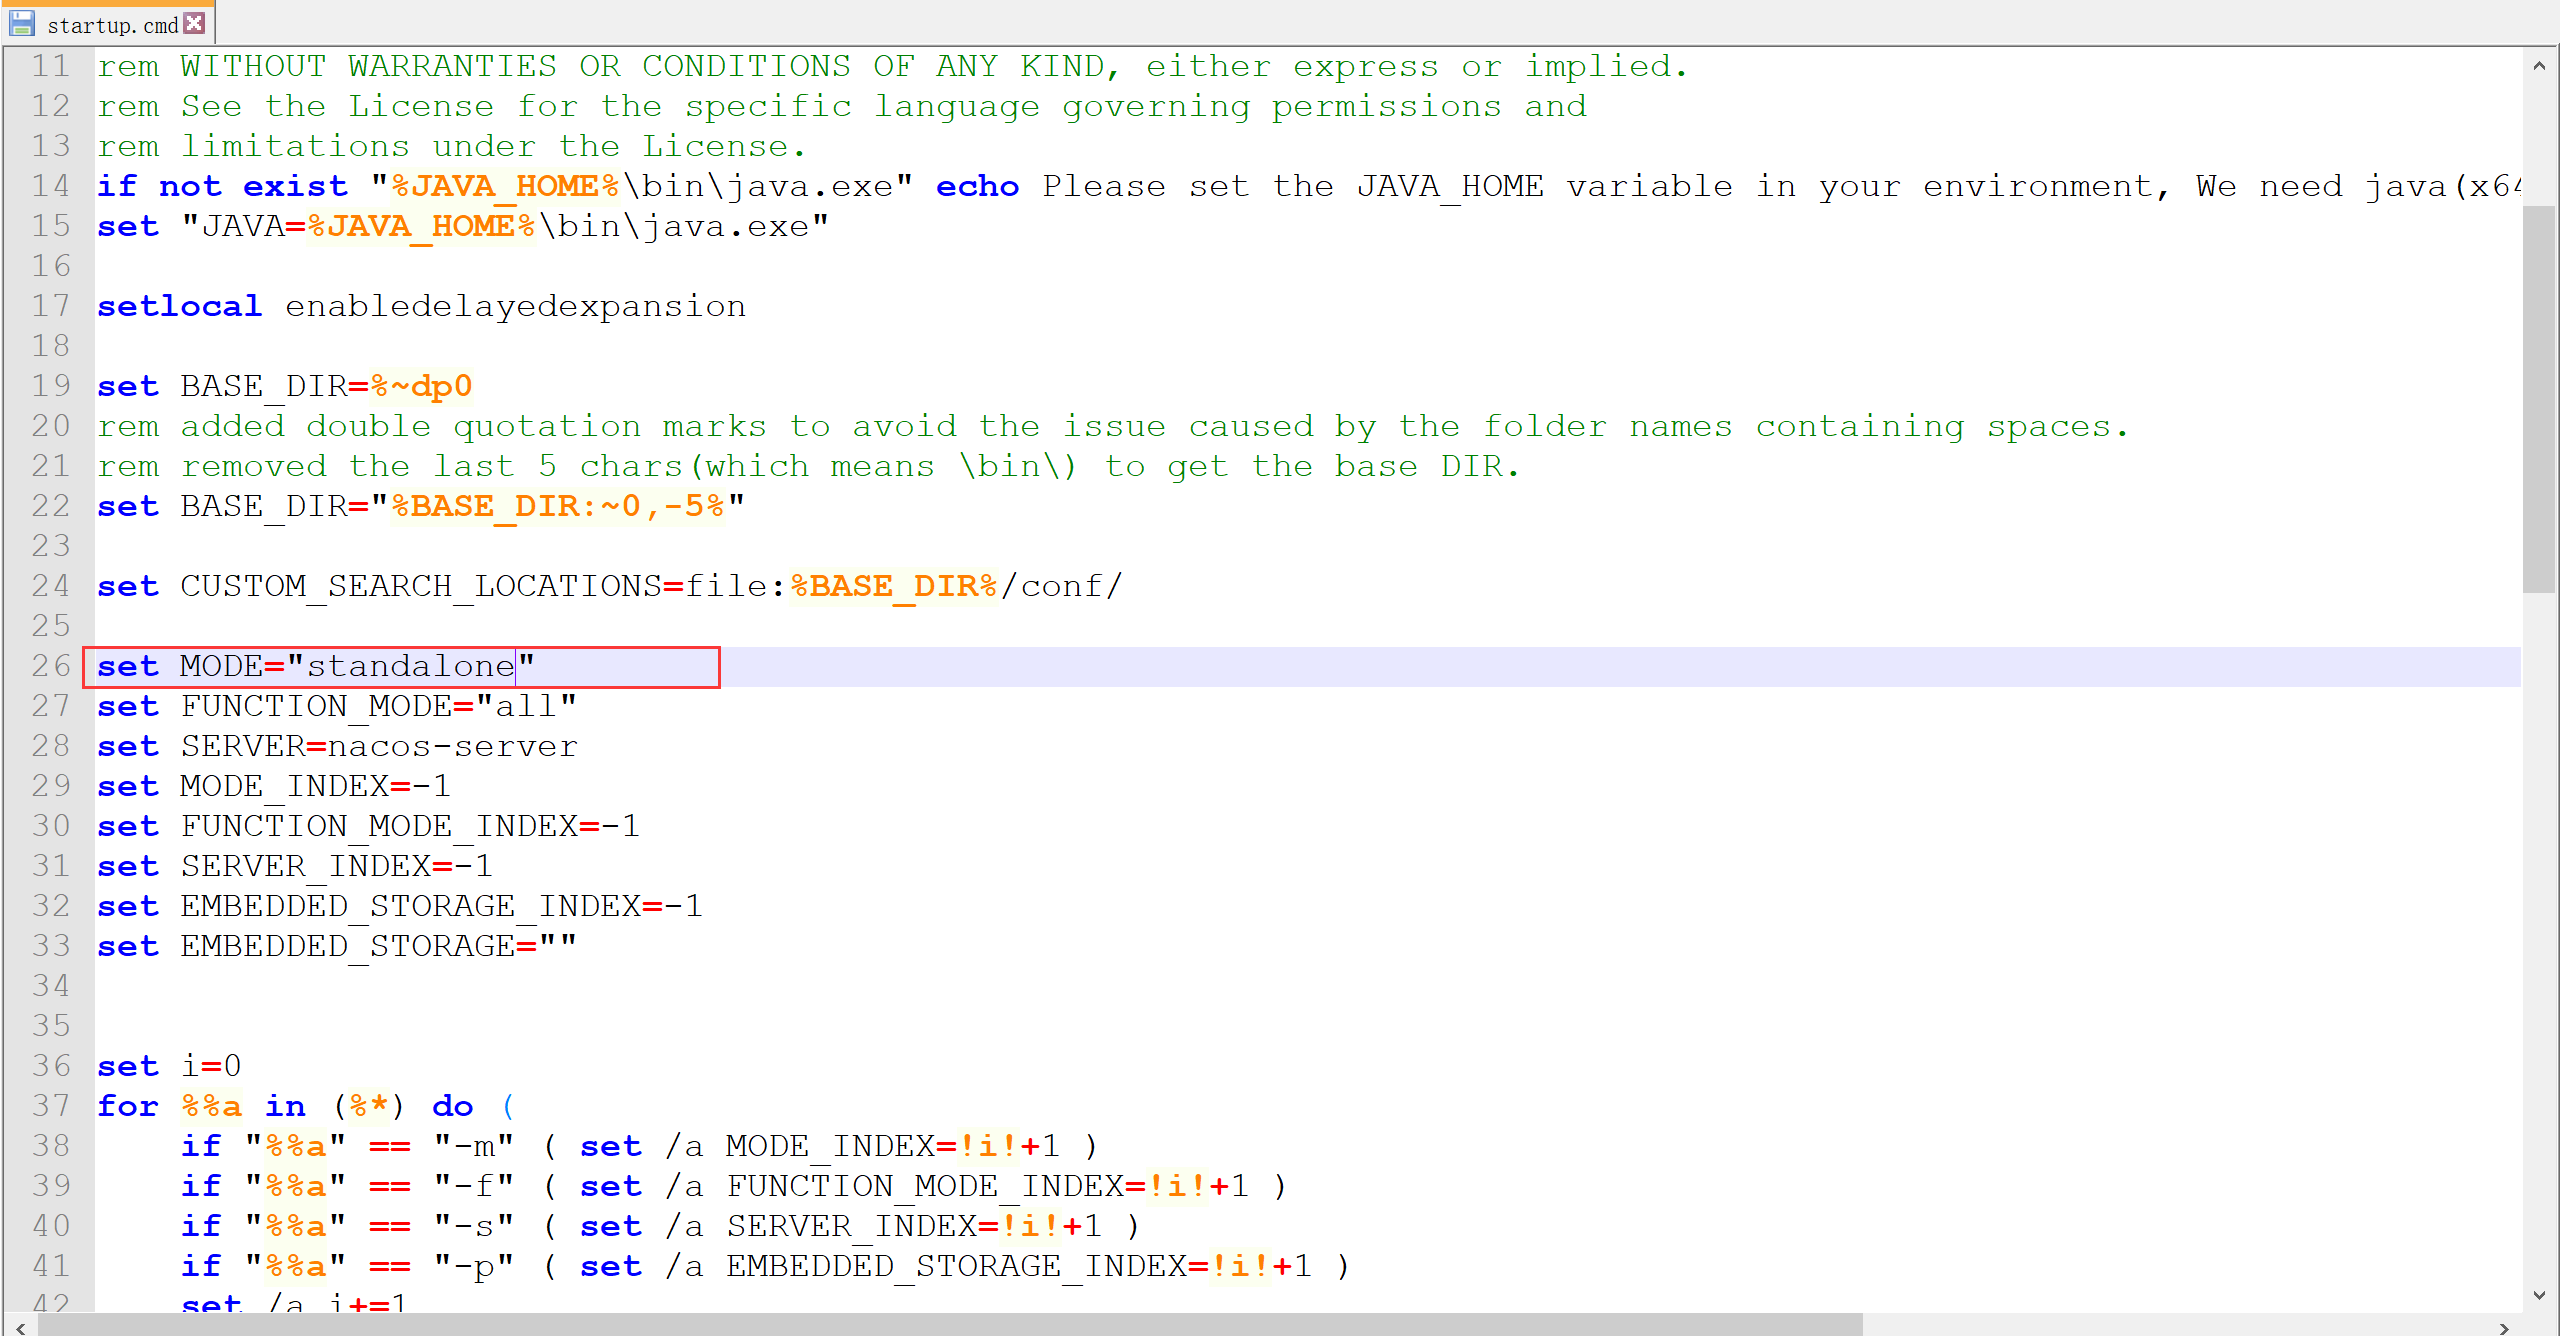 startup.cmd
11 rem WITHOUT WARRANTIES OR CONDITIONS OF ANY KIND, either express or implied.
12 rem See the License for the specific language governing permissions and
13 rem limitations under the License.
14 if not exist "%JAVA_HOME%\bin\java.exe" echo Please set the JAVA_HOME variable in your environment, We need java(x64
15 set "JAVA=%JAVA_HOME%\bin\java.exe"
16
17 setlocal enabledelayedexpansion
18
19 set BASE_DIR=%~dp0
20 rem added double quotation marks to avoid the issue caused by the folder names containing spaces.
21 rem removed the last 5 chars(which means \bin\) to get the base DIR.
22 set BASE_DIR="%BASE_DIR:~0,-5%"
23
24 set CUSTOM_SEARCH_LOCATIONS=file:%BASE_DIR%/conf/
25
26 set MODE="standalone"
27 set FUNCTION_MODE="all"
28 set SERVER=nacos-server
29 set MODE_INDEX=-1
30 set FUNCTION_MODE_INDEX=-1
31 set SERVER_INDEX=-1
32 set EMBEDDED_STORAGE_INDEX=-1
33 set EMBEDDED_STORAGE=""
34
35
36 set i=0
37 for %%a in (%*) do (
38     if "%%a" == "-m" ( set /a MODE_INDEX=!i!+1 )
39     if "%%a" == "-f" ( set /a FUNCTION_MODE_INDEX=!i!+1 )
40     if "%%a" == "-s" ( set /a SERVER_INDEX=!i!+1 )
41     if "%%a" == "-p" ( set /a EMBEDDED_STORAGE_INDEX=!i!+1 )
42     set /a i+=1